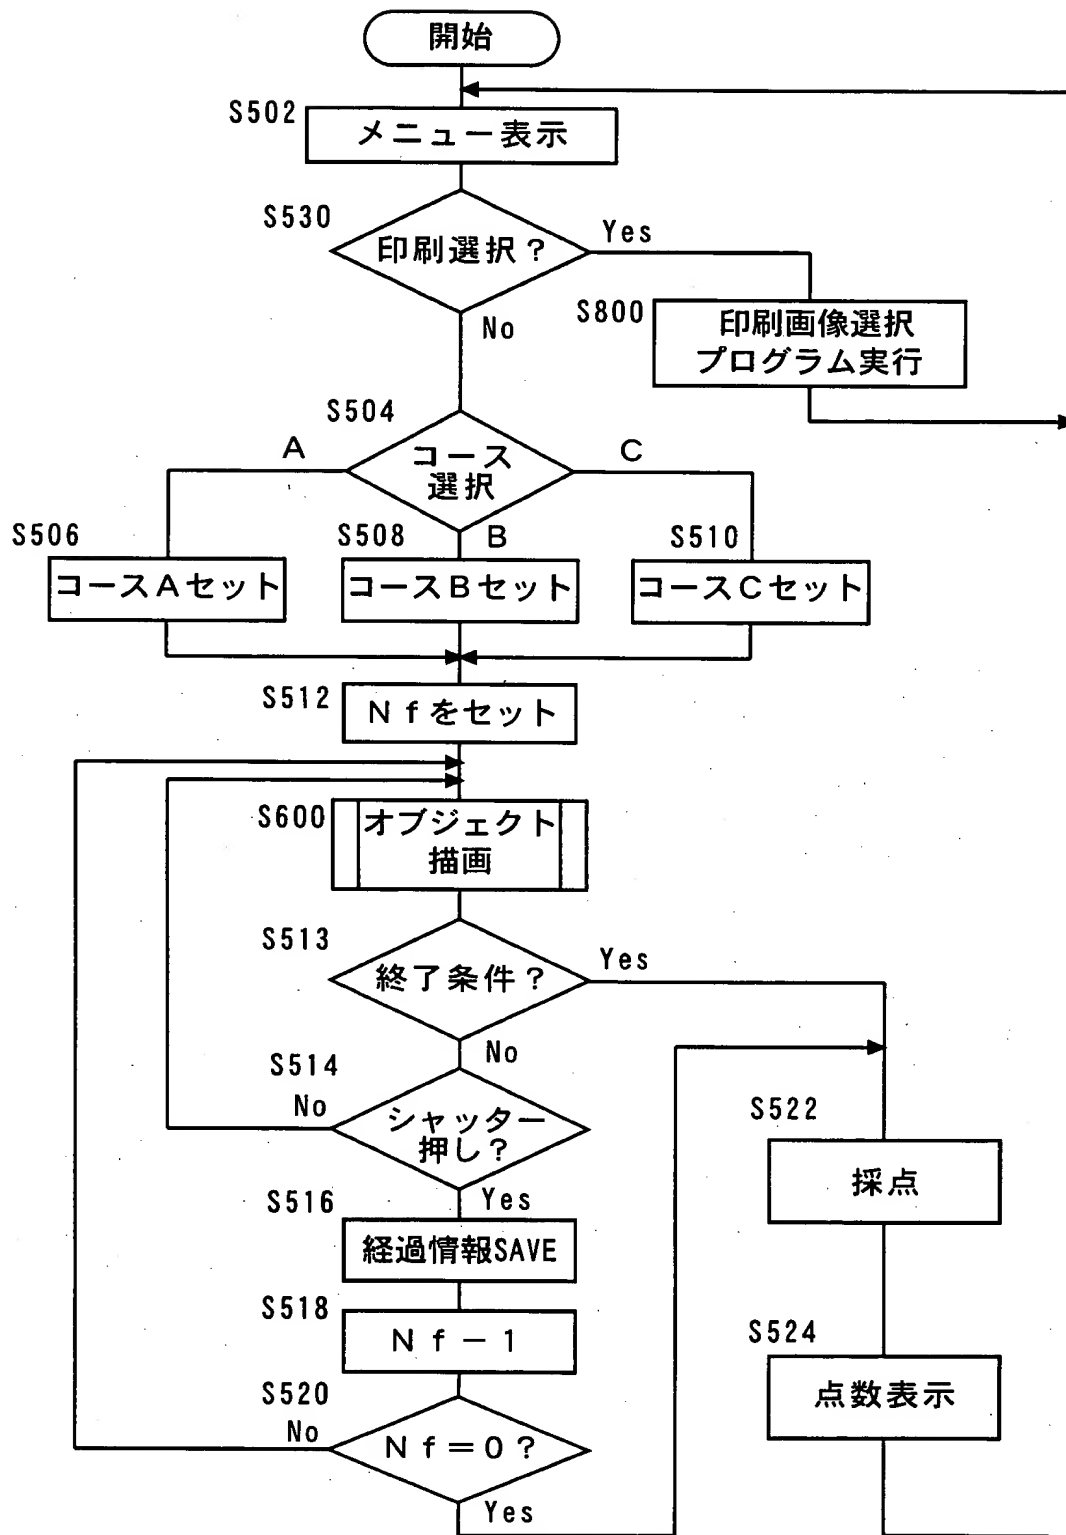 開始
S502
メニュー表示
S530
印刷選択？
Yes
No
S800
印刷画像選択
プログラム実行
S504
コース
選択
A
B
C
S506
コースAセット
S508
コースBセット
S510
コースCセット
S512
Nfをセット
S600
オブジェクト
描画
S513
終了条件？
Yes
No
S514
シャッター
押し？
No
Yes
S516
経過情報SAVE
S518
Nf－1
S520
Nf＝0？
No
Yes
S522
採点
S524
点数表示